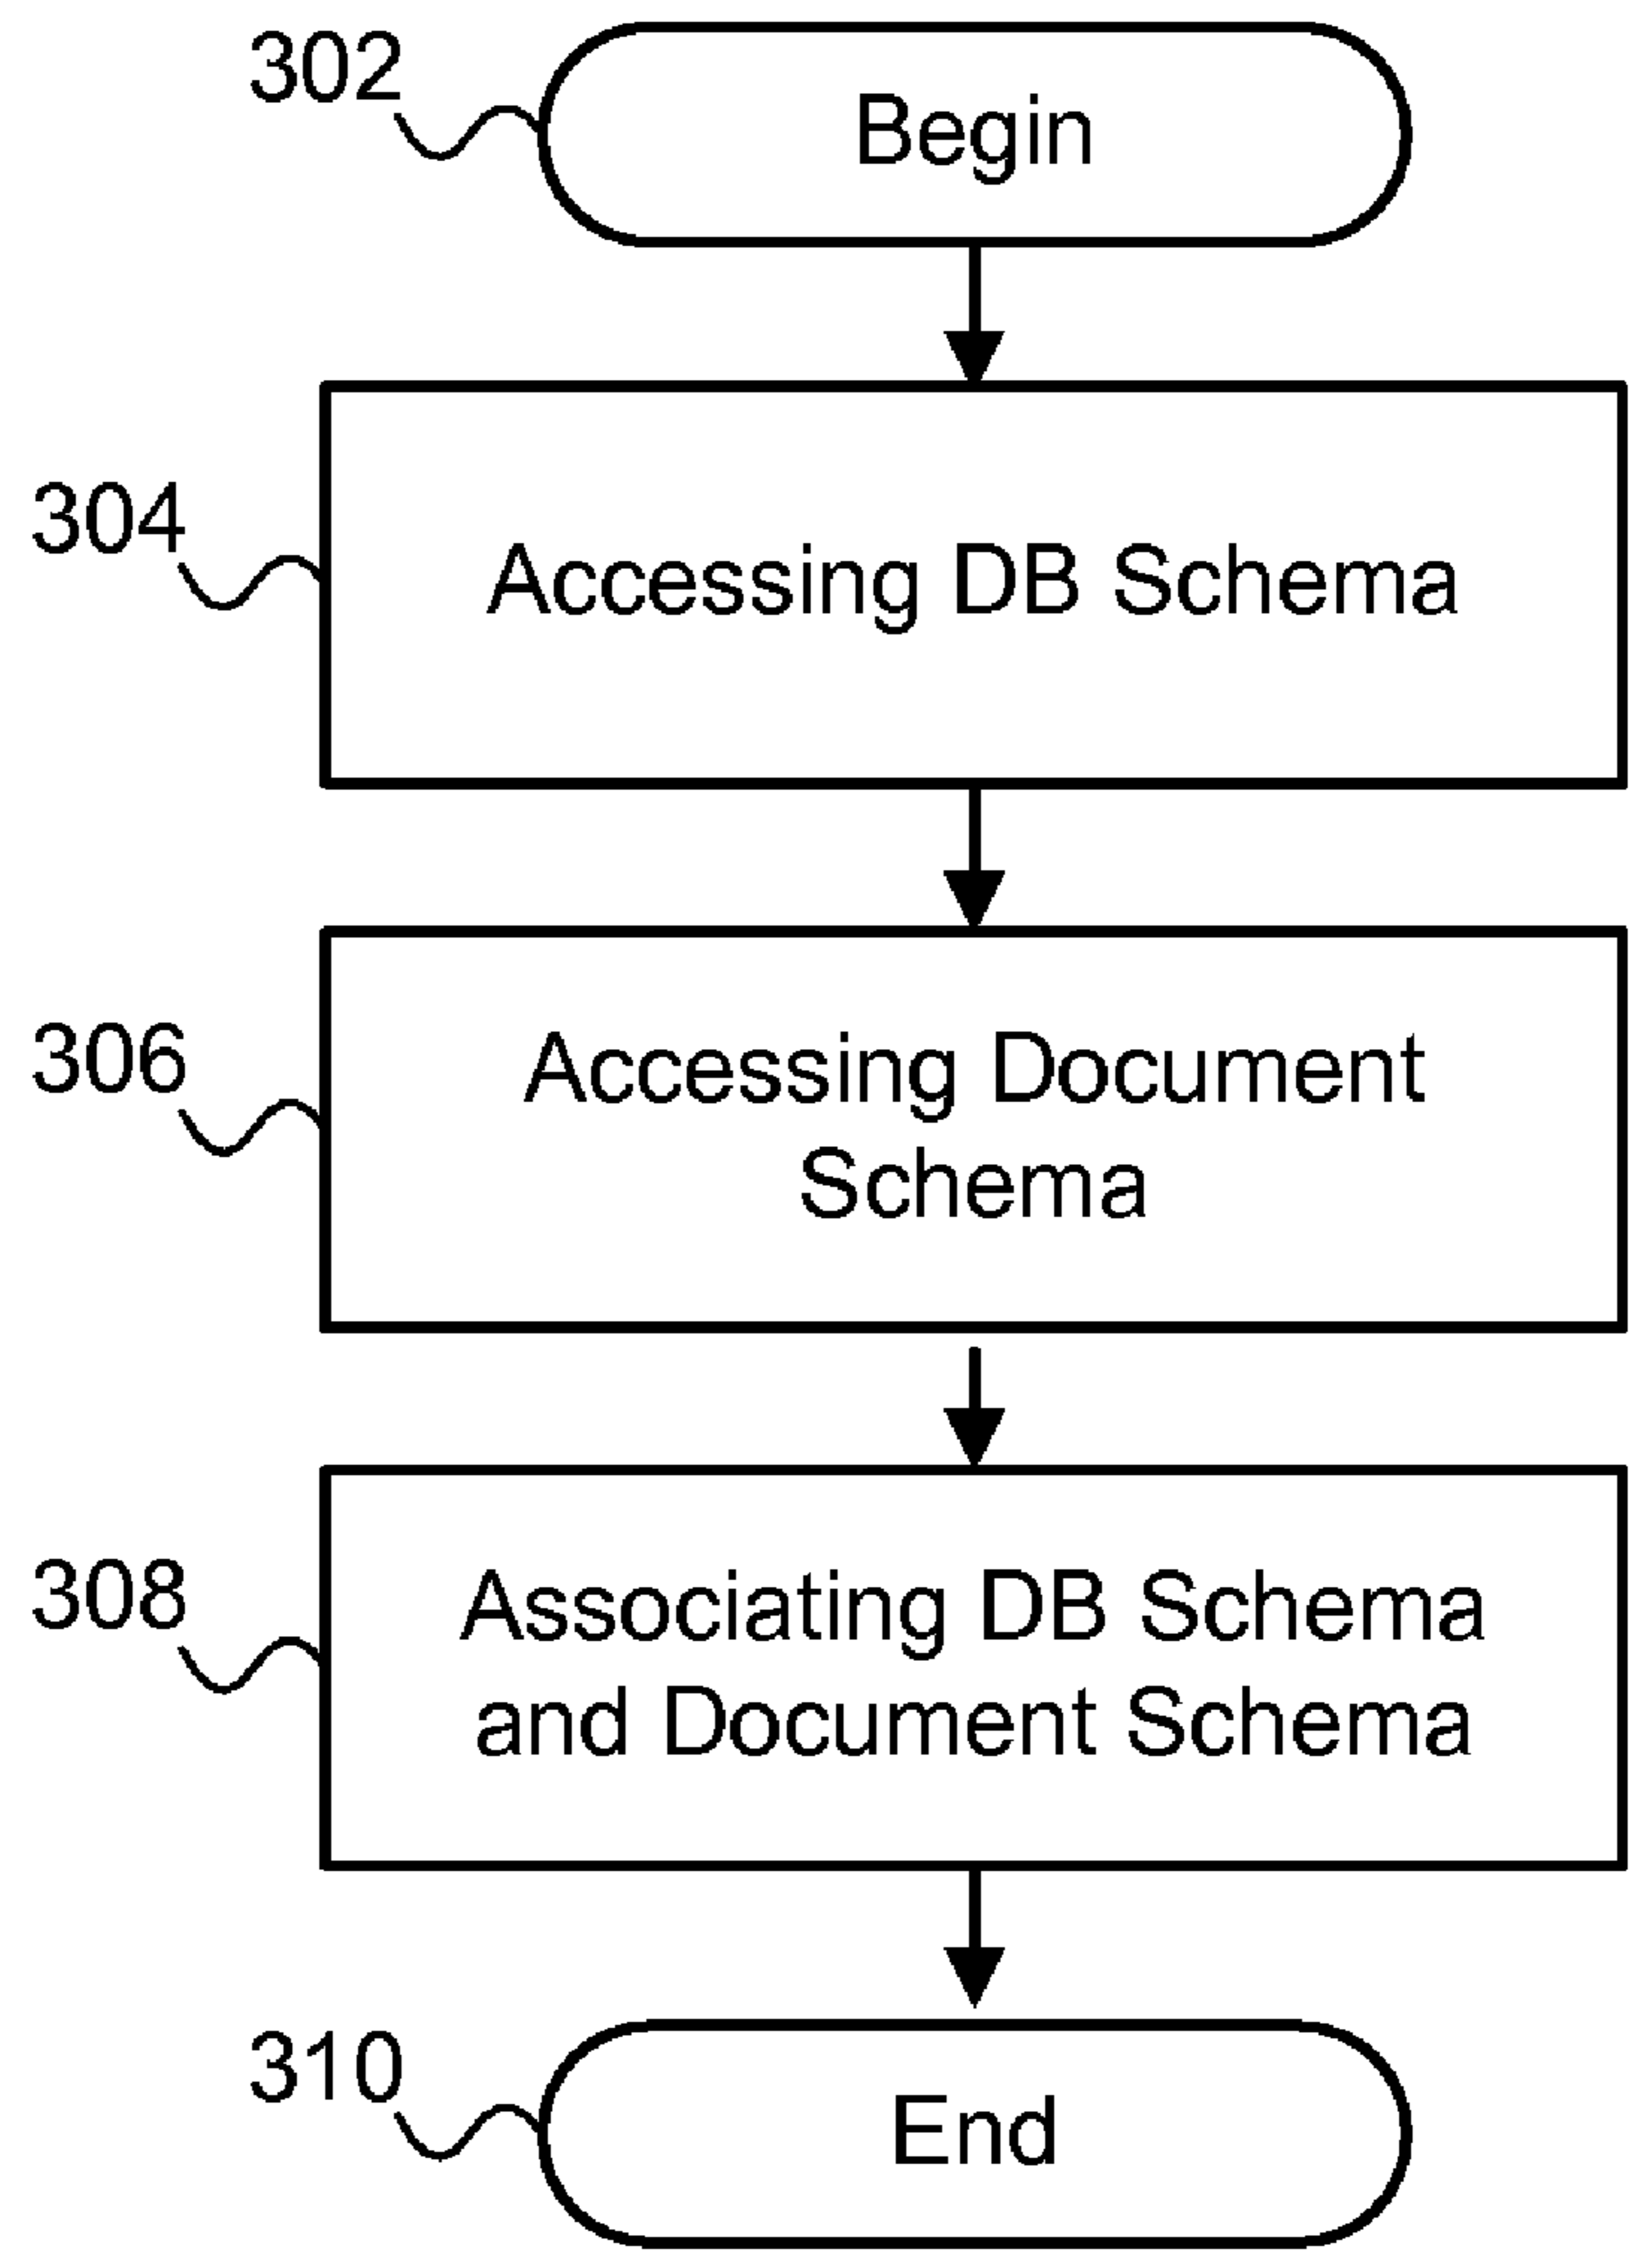 302
Begin
304
Accessing DB Schema
306
Accessing Document
Schema
308
Associating DB Schema
and Document Schema
310
End